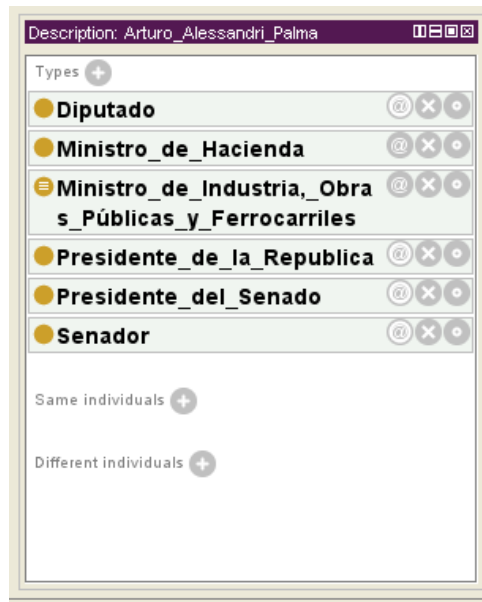 Description: Arturo_Alessandri_Palma
Types
Diputado
Ministro_de_Hacienda
Ministro_de_Industria,_Obra
s_Públicas_y_Ferrocarriles
Presidente_de_la_Republica
Presidente_del_Senado
Senador
Same individuals
Different individuals